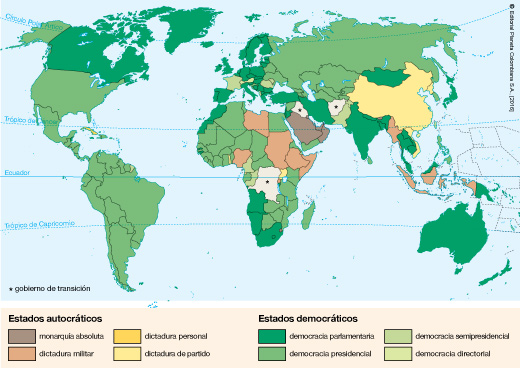 © Editorial Planeta Colombiana S.A., (2016)
Círculo Polar Ártico
Trópico de Cáncer
Ecuador
Trópico de Capricornio
* gobierno de transición
Estados autocráticos
monarquía absoluta
dictadura personal
dictadura militar
dictadura de partido
Estados democráticos
democracia parlamentaria
democracia semipresidencial
democracia presidencial
democracia directorial